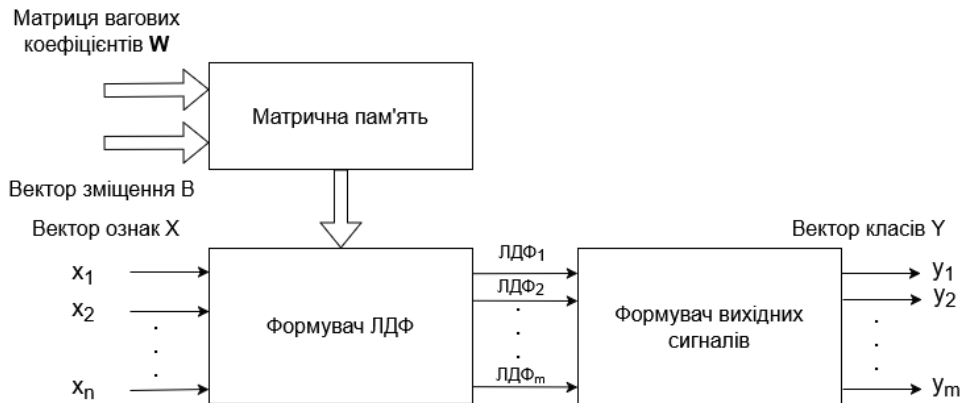 Матриця вагових
коефіцієнтів W
Матрична пам'ять
Вектор зміщення В
Вектор ознак X
Вектор класів Y
x1
x2
xn
Формувач ЛДФ
ЛДФ1
ЛДФ2
ЛДФm
Формувач вихідних
сигналів
y1
y2
ym